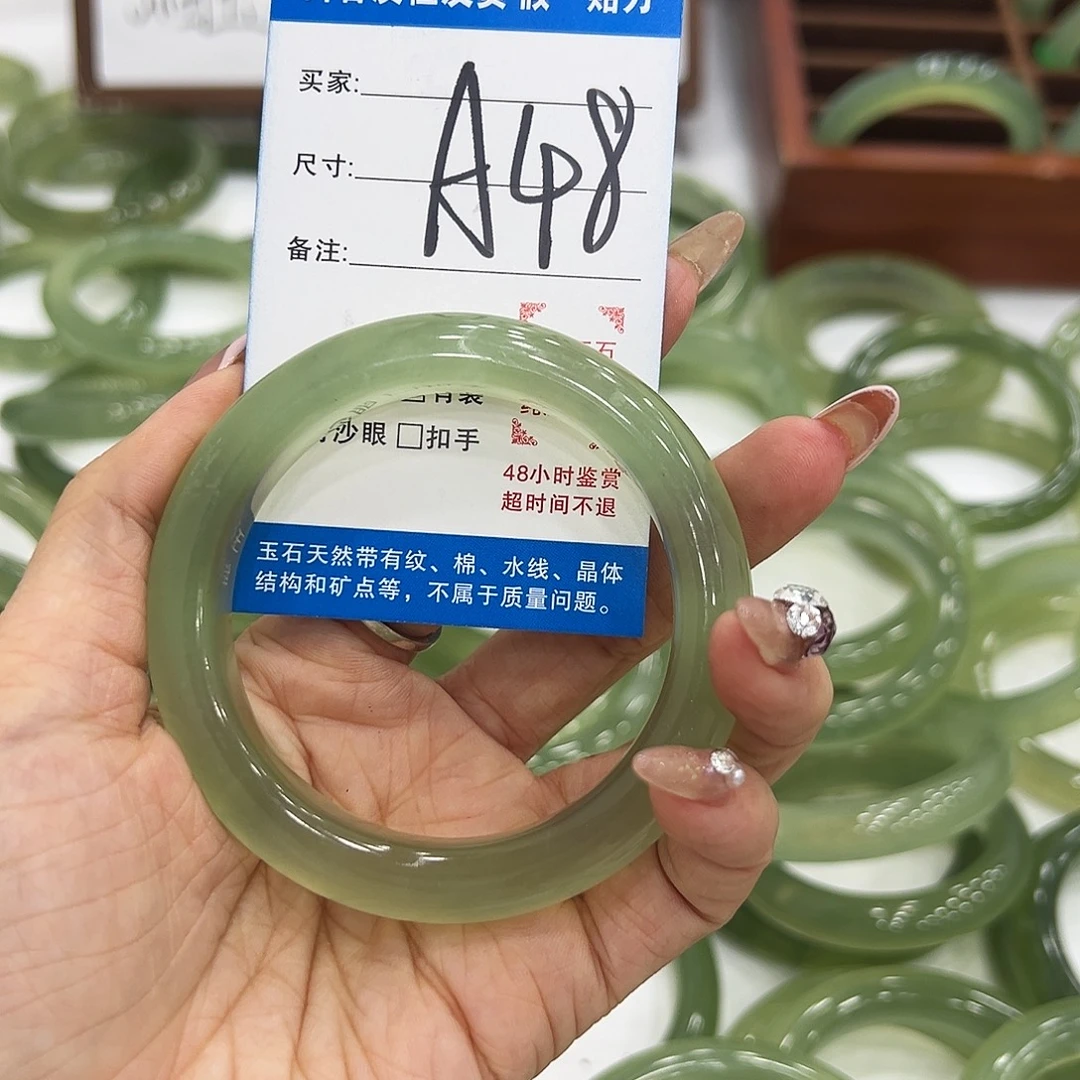 买家:
A48
尺寸:
备注:
沙眼 □扣手
48小时鉴赏
超时间不退
玉石天然带有纹、棉、水线、晶体
结构和矿点等，不属于质量问题。